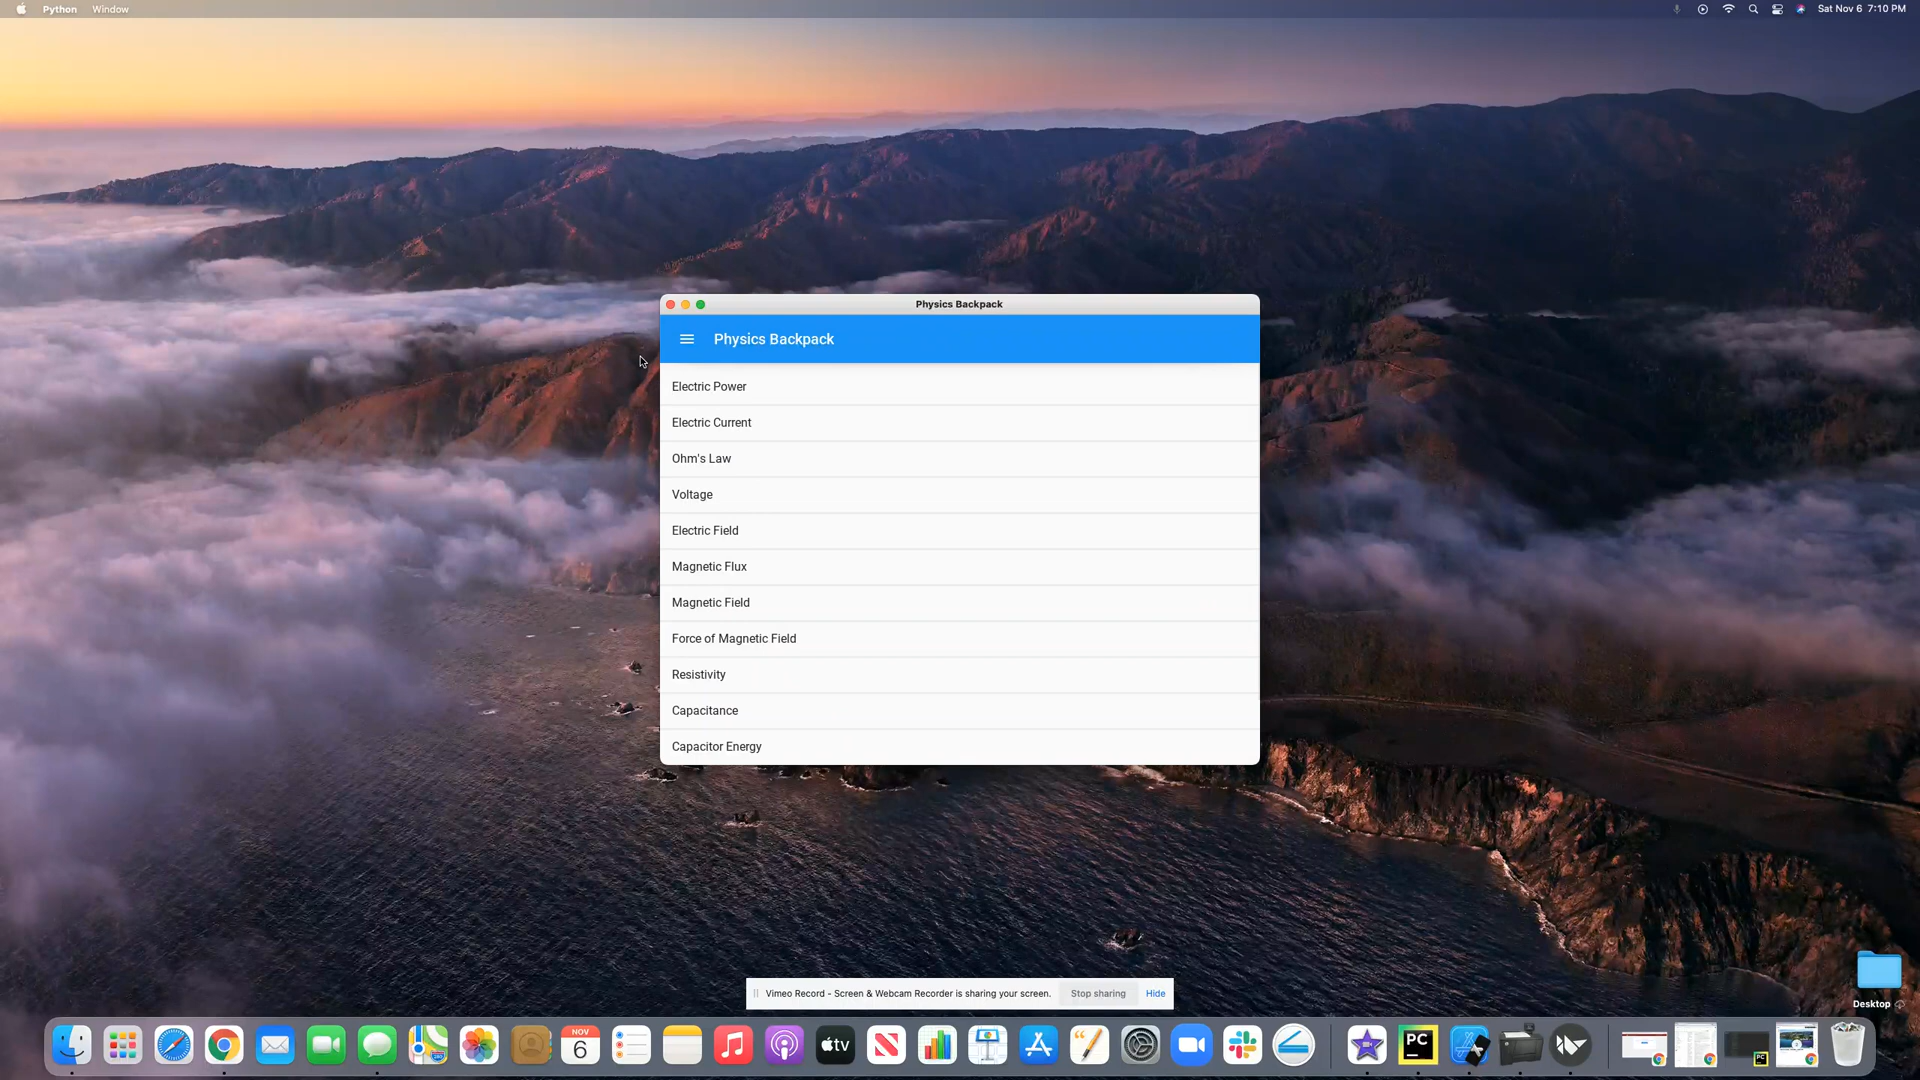 Python Window Sat Nov 6 7:10 PM
Physics Backpack
Physics Backpack
Electric Power
Electric Current
Ohm's Law
Voltage
Electric Field
Magnetic Flux
Magnetic Field
Force of Magnetic Field
Resistivity
Capacitance
Capacitor Energy
Vimeo Record - Screen & Webcam Recorder is sharing your screen. Stop sharing Hide
Desktop
NOV
6
tv
PC